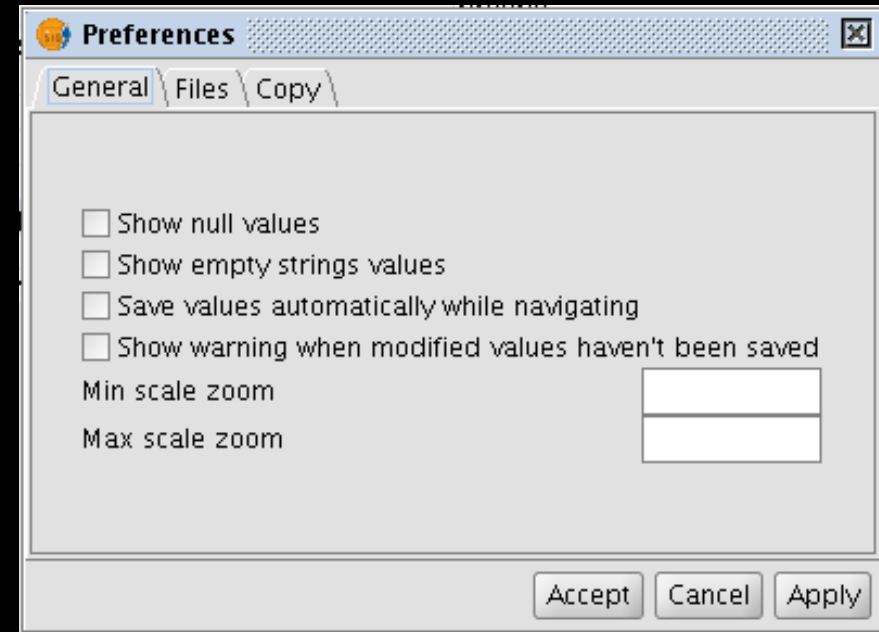 Preferences
General Files Copy
Show null values
Show empty strings values
Save values automatically while navigating
Show warning when modified values haven't been saved
Min scale zoom
Max scale zoom
Accept Cancel Apply